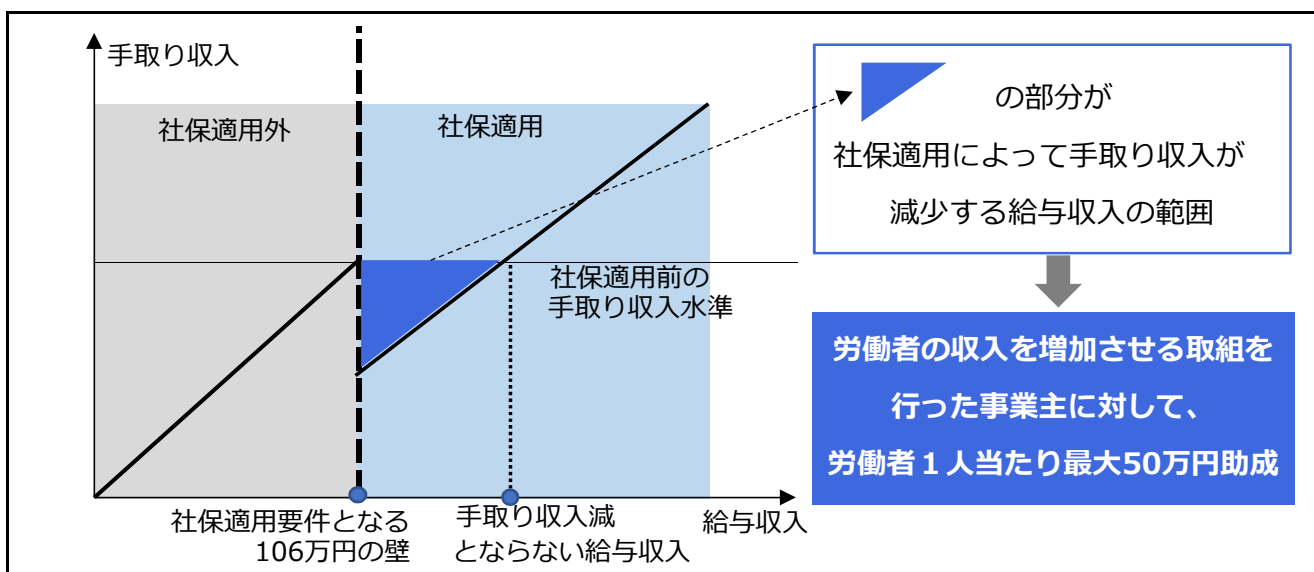 手取り収入
社保適用外
社保適用
社保適用前の
手取り収入水準
社保適用要件となる
106万円の壁
手取り収入減
とならない給与収入
給与収入
の部分が
社保適用によって手取り収入が
減少する給与収入の範囲
労働者の収入を増加させる取組を
行った事業主に対して、
労働者１人当たり最大50万円助成